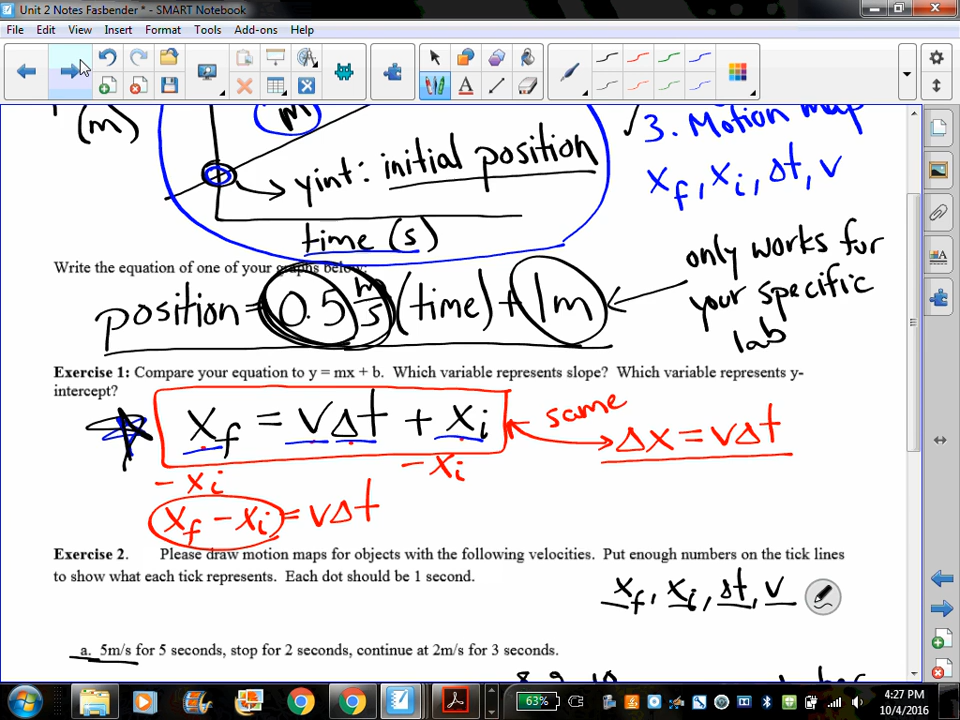 Unit 2 Notes Fasbender * - SMART Notebook
File Edit View Insert Format Tools Add-ons Help
(m)
m
3. Motion map
yint: initial position
xf, xi, Δt, v
time (s)
only works for
your specific
lab
Write the equation of one of your graphs below:
position = 0.5 m/s (time) + 1m
Exercise 1: Compare your equation to y = mx + b. Which variable represents slope? Which variable represents y-
intercept?
xf = vΔt + xi
same
Δx = vΔt
- xi - xi
xf - xi = vΔt
Exercise 2. Please draw motion maps for objects with the following velocities. Put enough numbers on the tick lines
to show what each tick represents. Each dot should be 1 second.
xf, xi, Δt, v
a. 5m/s for 5 seconds, stop for 2 seconds, continue at 2m/s for 3 seconds.
8 9 10
63%
4:27 PM
10/4/2016